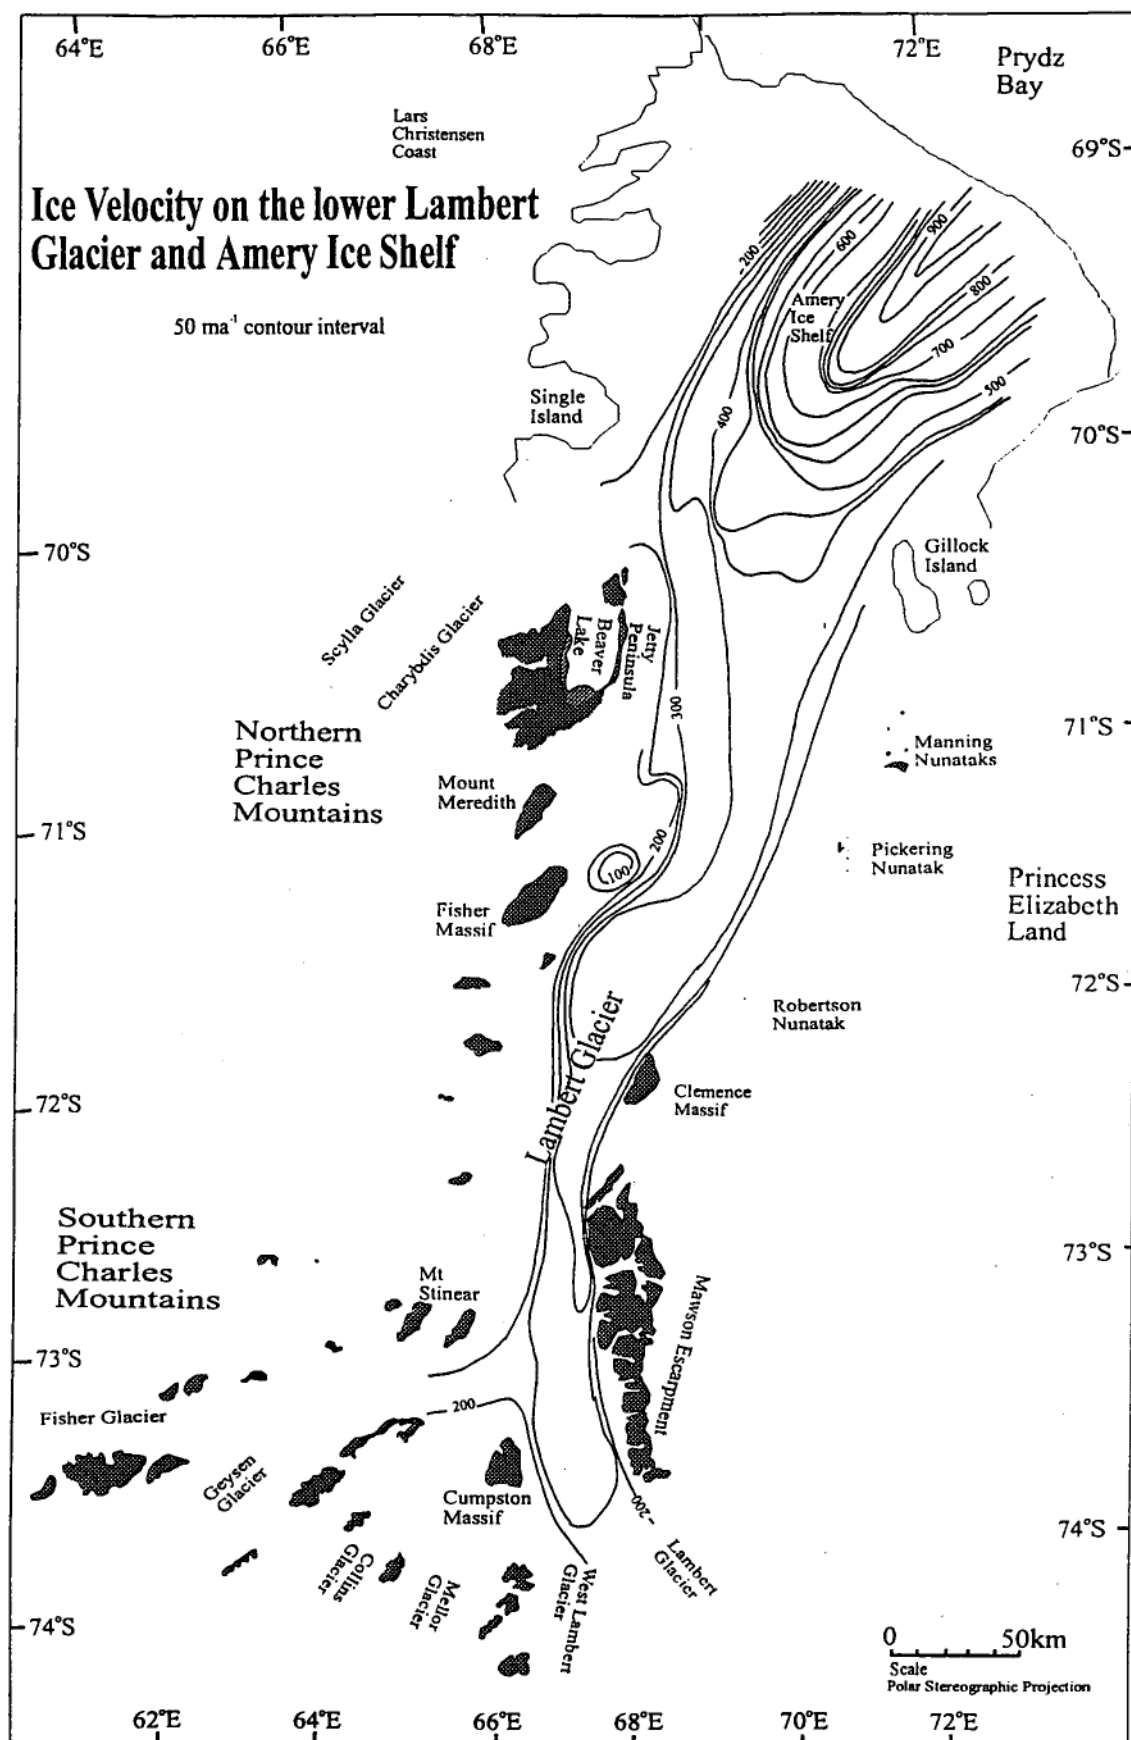 64°E
66°E
68°E
72°E
Prydz
Bay
Lars
Christensen
Coast
69°S
Ice Velocity on the lower Lambert
Glacier and Amery Ice Shelf
50 ma⁻¹ contour interval
200
600
900
800
Amery
Ice
Shelf
700
500
400
Single
Island
70°S
70°S
Gillock
Island
Scylla Glacier
Charybdis Glacier
Beaver
Lake
Jetty
Peninsula
300
Northern
Prince
Charles
Mountains
71°S
Manning
Nunataks
Mount
Meredith
71°S
200
100
Pickering
Nunatak
Princess
Elizabeth
Land
Fisher
Massif
72°S
Robertson
Nunatak
Lambert Glacier
Clemence
Massif
72°S
Southern
Prince
Charles
Mountains
73°S
Mt
Stinear
Mawson Escarpment
73°S
200
Fisher Glacier
Geysen
Glacier
Cumpston
Massif
200
74°S
Collins
Glacier
Mellor
Glacier
West Lambert
Glacier
Lambert
Glacier
74°S
0 50km
Scale
Polar Stereographic Projection
62°E
64°E
66°E
68°E
70°E
72°E